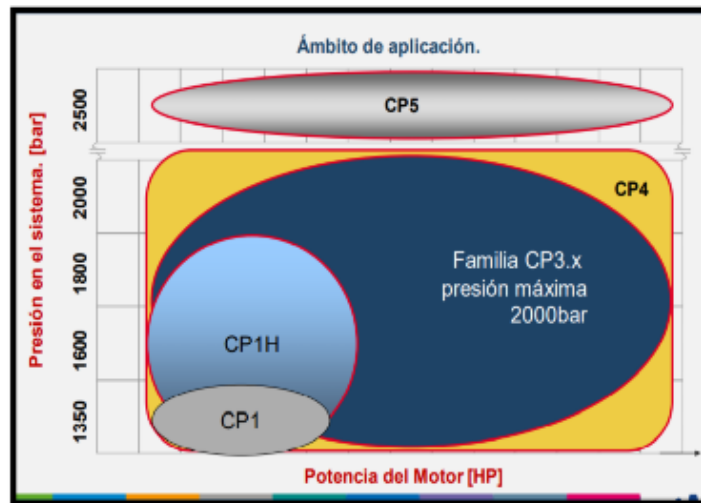 Ámbito de aplicación.
Presión en el sistema. [bar]
2500
2000
1800
1600
1350
CP5
CP4
Familia CP3.x
presión máxima
2000bar
CP1H
CP1
Potencia del Motor [HP]